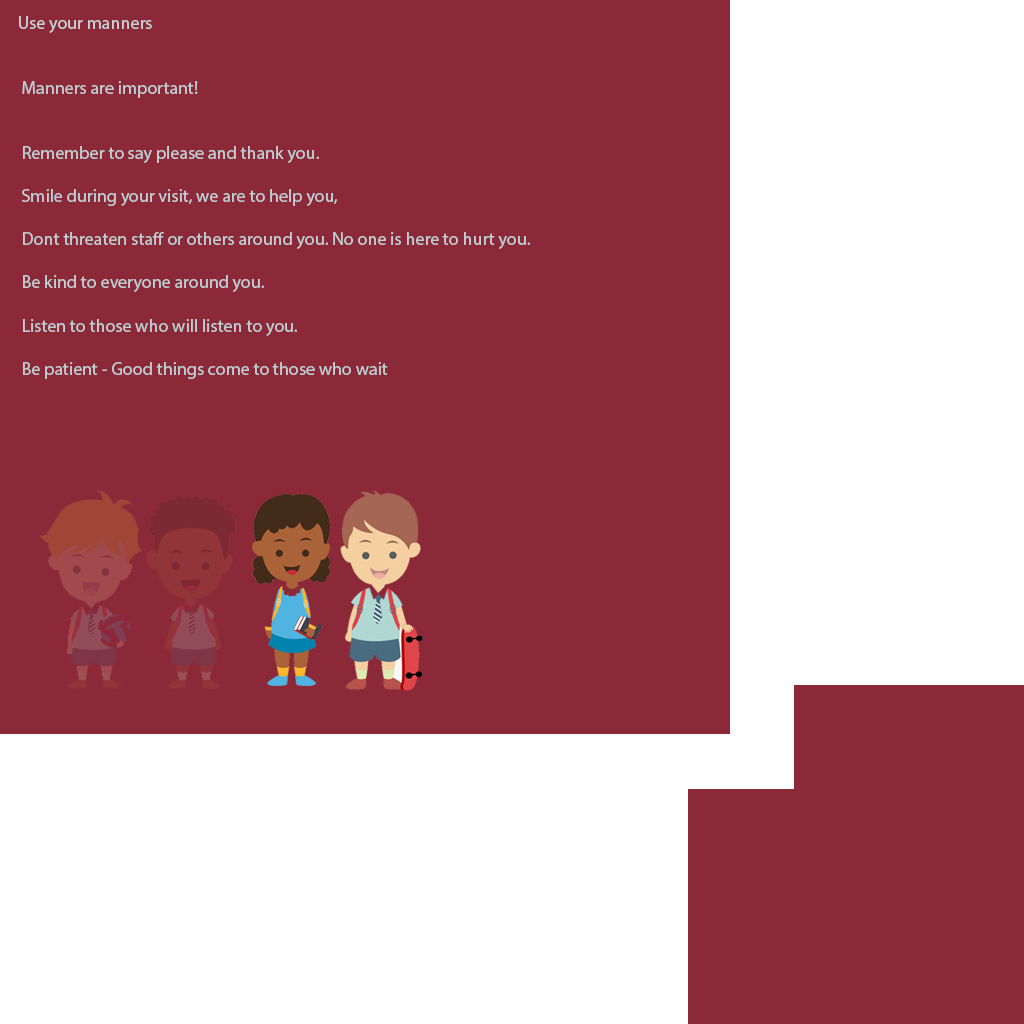 Use your manners
Manners are important!
Remember to say please and thank you.
Smile during your visit, we are to help you,
Dont threaten staff or others around you. No one is here to hurt you.
Be kind to everyone around you.
Listen to those who will listen to you.
Be patient - Good things come to those who wait